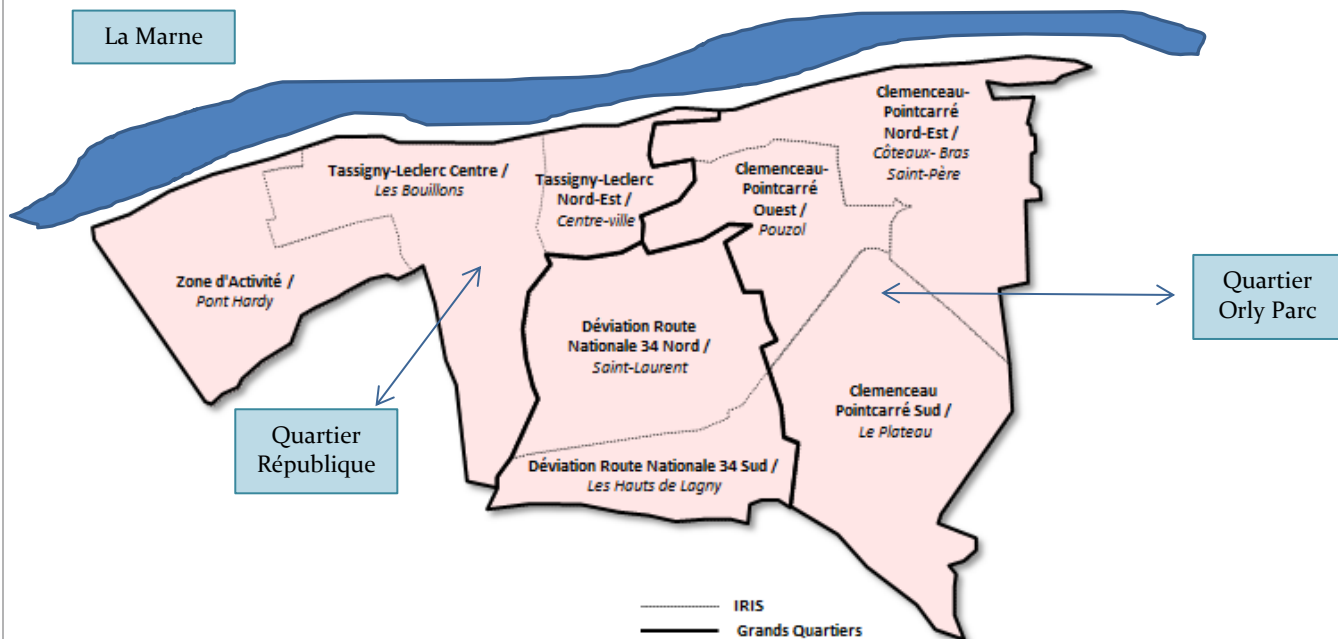 La Marne
Clemenceau-
Pointcarré
Nord-Est /
Côteaux- Bras
Saint-Père
Tassigny-Leclerc Centre /
Les Bouillons
Tassigny-Leclerc
Nord-Est /
Centre-ville
Clemenceau-
Pointcarré
Ouest /
Pouzol
Zone d'Activité /
Pont Hardy
Quartier
Orly Parc
Déviation Route
Nationale 34 Nord /
Saint-Laurent
Clemenceau
Pointcarré Sud /
Le Plateau
Quartier
République
Déviation Route Nationale 34 Sud /
Les Hauts de Lagny
IRIS
Grands Quartiers